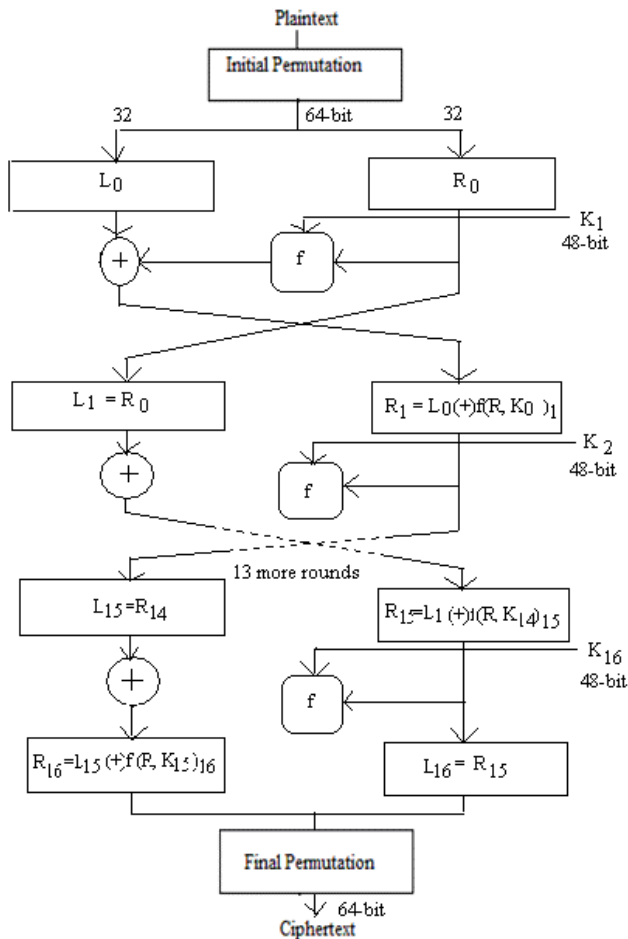 Plaintext
Initial Permutation
32
64-bit
32
L0
R0
K1
48-bit
f
+
L1 = R0
R1 = L0(+)f(R, K0 )1
K 2
48-bit
+
f
13 more rounds
L15=R14
R15=L1 (+)f(R, K14)15
K16
48-bit
+
f
R16=L15 (+)f (R, K15)16
L16 = R15
Final Permutation
64-bit
Ciphertext